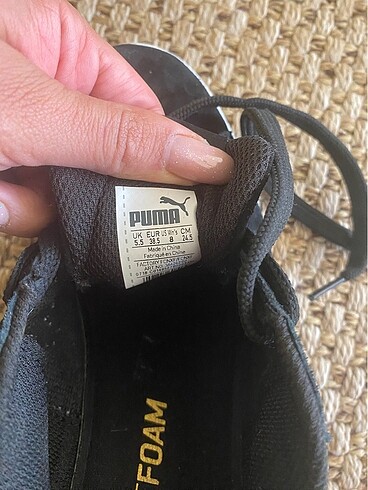 PUMA
UK EUR US Wn's CM
5.5 38.5 8 24.5
Made in China
Fabriqué en Chine
FOAM